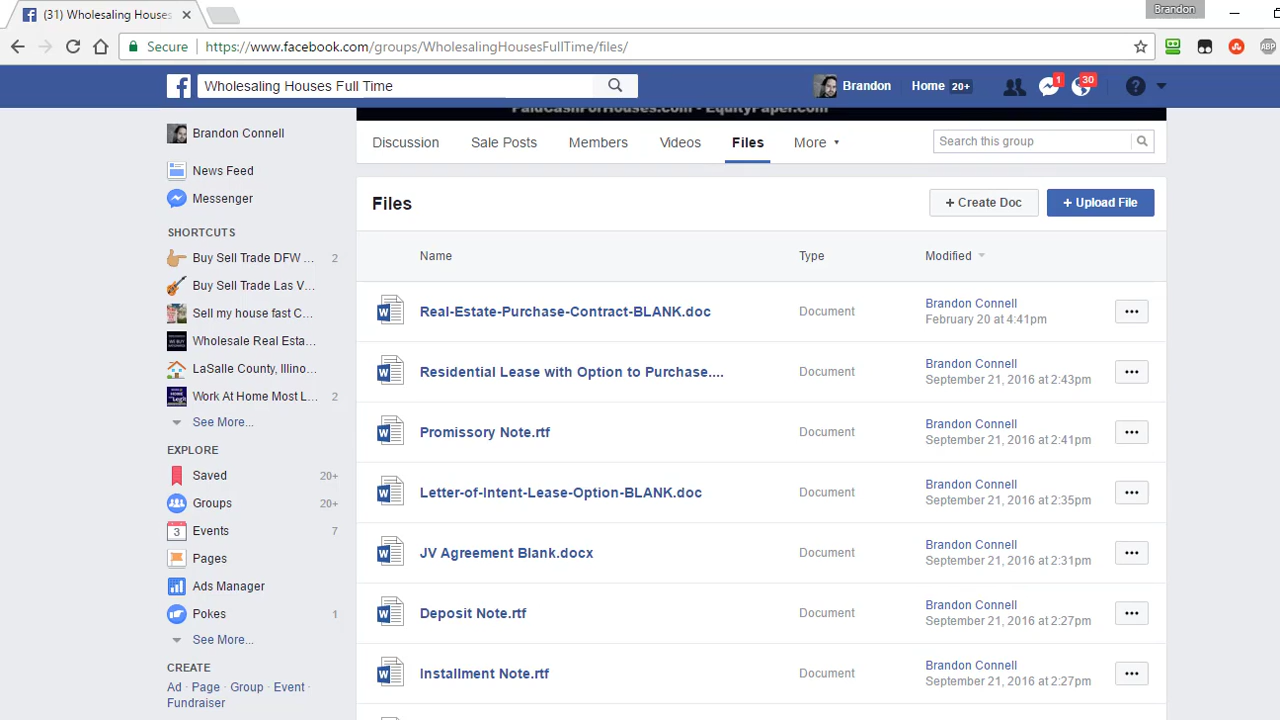 Brandon
(31) Wholesaling Houses
Secure
https://www.facebook.com/groups/WholesalingHousesFullTime/files/
ABP
Wholesaling Houses Full Time
Brandon
Home 20+
1
30
PaidCashForHouses.com - EquityPaper.com
Brandon Connell
News Feed
Messenger
SHORTCUTS
Buy Sell Trade DFW ... 2
Buy Sell Trade Las V...
Sell my house fast C...
Wholesale Real Esta...
LaSalle County, Illino...
Work At Home Most L... 2
See More...
EXPLORE
Saved 20+
Groups 20+
3 Events 7
Pages
Ads Manager
Pokes 1
See More...
CREATE
Ad · Page · Group · Event ·
Fundraiser
Discussion Sale Posts Members Videos Files More
Search this group
Files
+ Create Doc
+ Upload File
Name Type Modified
Real-Estate-Purchase-Contract-BLANK.doc Document Brandon Connell
February 20 at 4:41pm
Residential Lease with Option to Purchase.... Document Brandon Connell
September 21, 2016 at 2:43pm
Promissory Note.rtf Document Brandon Connell
September 21, 2016 at 2:41pm
Letter-of-Intent-Lease-Option-BLANK.doc Document Brandon Connell
September 21, 2016 at 2:35pm
JV Agreement Blank.docx Document Brandon Connell
September 21, 2016 at 2:31pm
Deposit Note.rtf Document Brandon Connell
September 21, 2016 at 2:27pm
Installment Note.rtf Document Brandon Connell
September 21, 2016 at 2:27pm